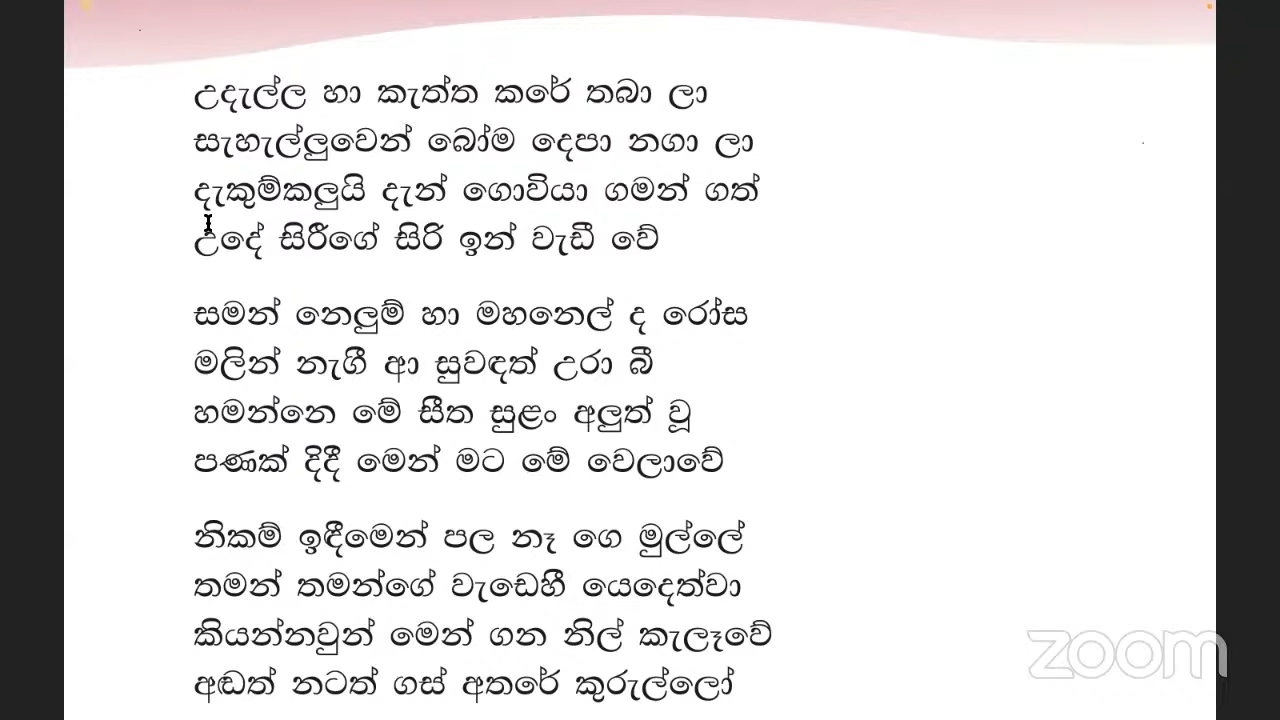 උදැල්ල හා කැත්ත කරේ තබා ලා
සැහැල්ලුවෙන් බෝම දෙපා නගා ලා
දැකුම්කලුයි දැන් ගොවියා ගමන් ගත්
උදේ සිරීගේ සිරි ඉන් වැඩී වේ
සමන් නෙලුම් හා මහනෙල් ද රෝස
මලින් නැගී ආ සුවඳත් උරා බී
හමන්නෙ මේ සීත සුළං අලුත් වූ
පණක් දිදී මෙන් මට මේ වෙලාවේ
නිකම් ඉඳීමෙන් පල නෑ ගෙ මුල්ලේ
තමන් තමන්ගේ වැඩෙහී යෙදෙත්වා
කියන්නවුන් මෙන් ගන නිල් කැලෑවේ
අඬත් නටත් ගස් අතරේ කුරුල්ලෝ
zoom